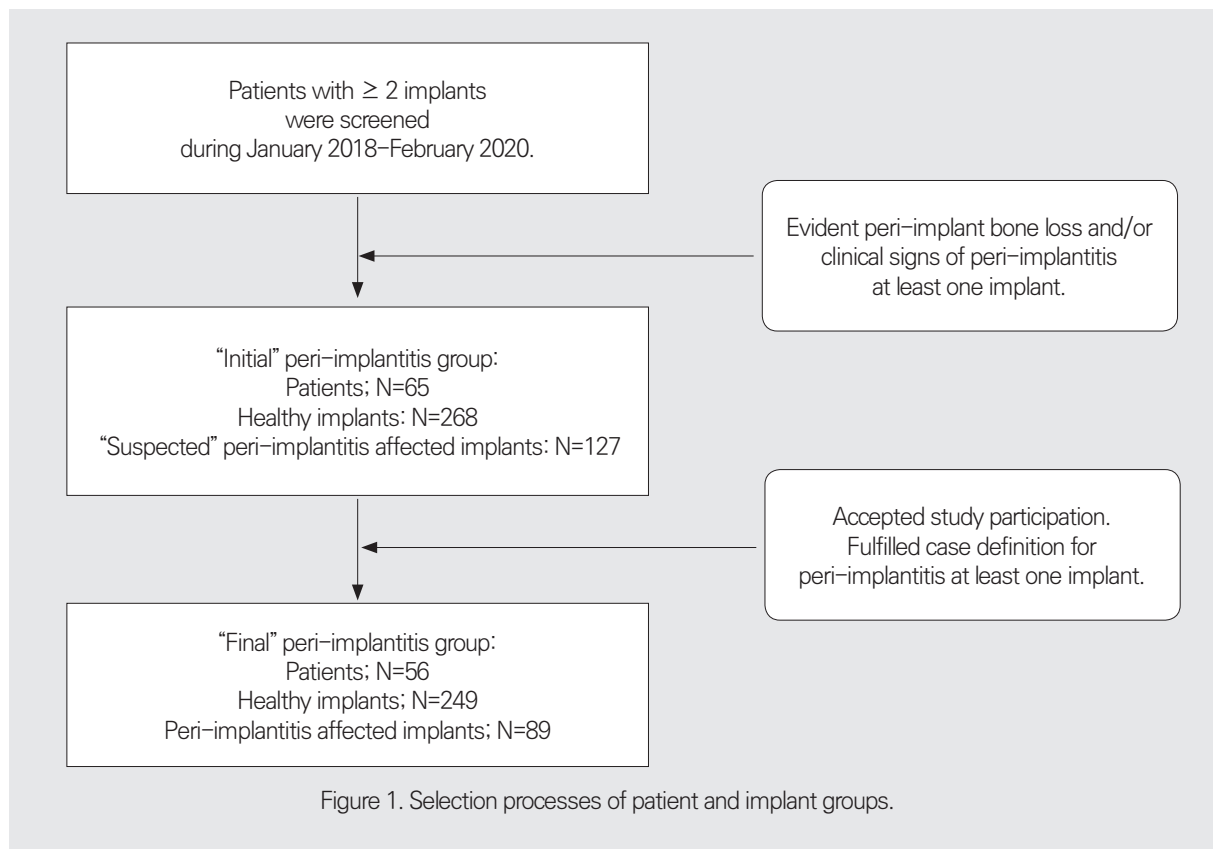 Patients with ≥ 2 implants
were screened
during January 2018-February 2020.
Evident peri-implant bone loss and/or
clinical signs of peri-implantitis
at least one implant.
“Initial” peri-implantitis group:
Patients; N=65
Healthy implants: N=268
“Suspected” peri-implantitis affected implants: N=127
Accepted study participation.
Fulfilled case definition for
peri-implantitis at least one implant.
“Final” peri-implantitis group:
Patients; N=56
Healthy implants; N=249
Peri-implantitis affected implants; N=89
Figure 1. Selection processes of patient and implant groups.